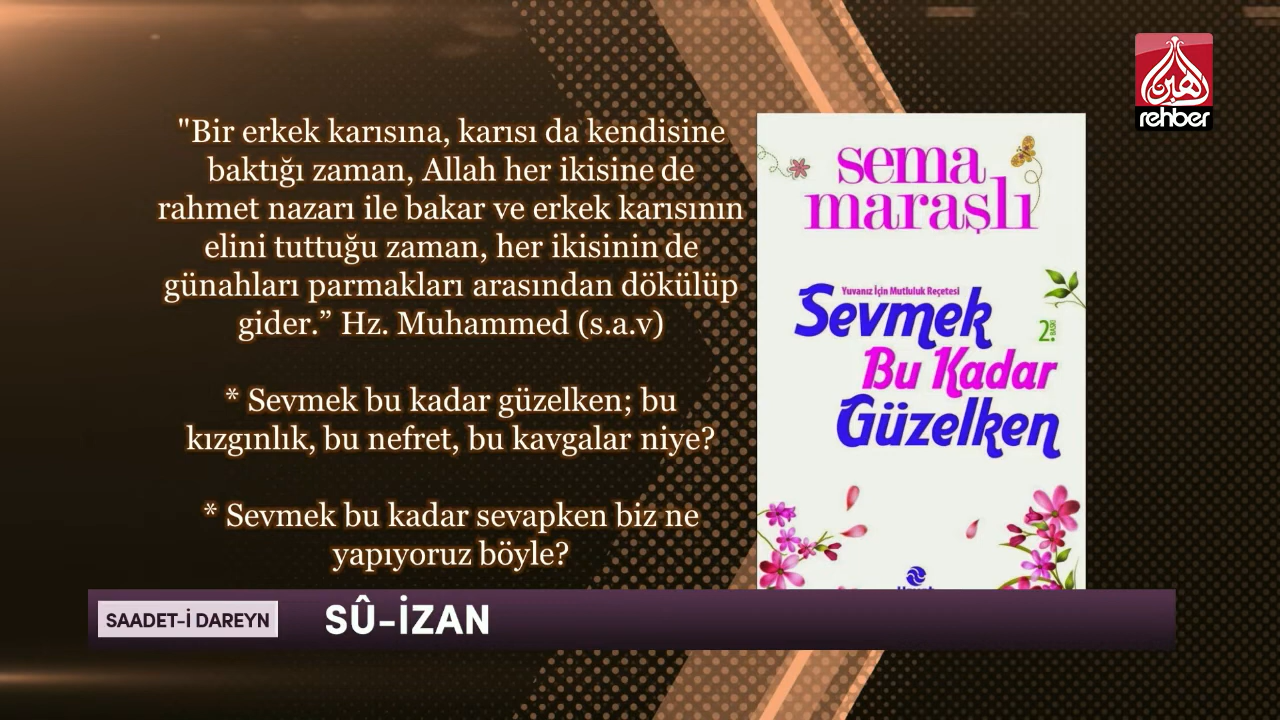 "Bir erkek karısına, karısı da kendisine
baktığı zaman, Allah her ikisine de
rahmet nazarı ile bakar ve erkek karısının
elini tuttuğu zaman, her ikisinin de
günahları parmakları arasından dökülüp
gider.” Hz. Muhammed (s.a.v)
* Sevmek bu kadar güzelken; bu
kızgınlık, bu nefret, bu kavgalar niye?
* Sevmek bu kadar sevapken biz ne
yapıyoruz böyle?
rehber
sema
maraşlı
Yuvanız İçin Mutluluk Reçetesi
Sevmek
2. BASKI
Bu Kadar
Güzelken
SAADET-İ DAREYN
SÛ-İZAN